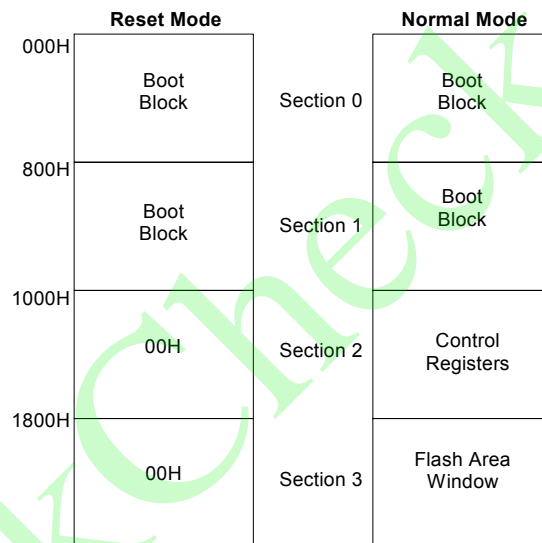 Reset Mode Normal Mode
000H
Boot
Block
Section 0
Boot
Block
800H
Boot
Block
Section 1
Boot
Block
1000H
00H
Section 2
Control
Registers
1800H
00H
Section 3
Flash Area
Window
kCheck